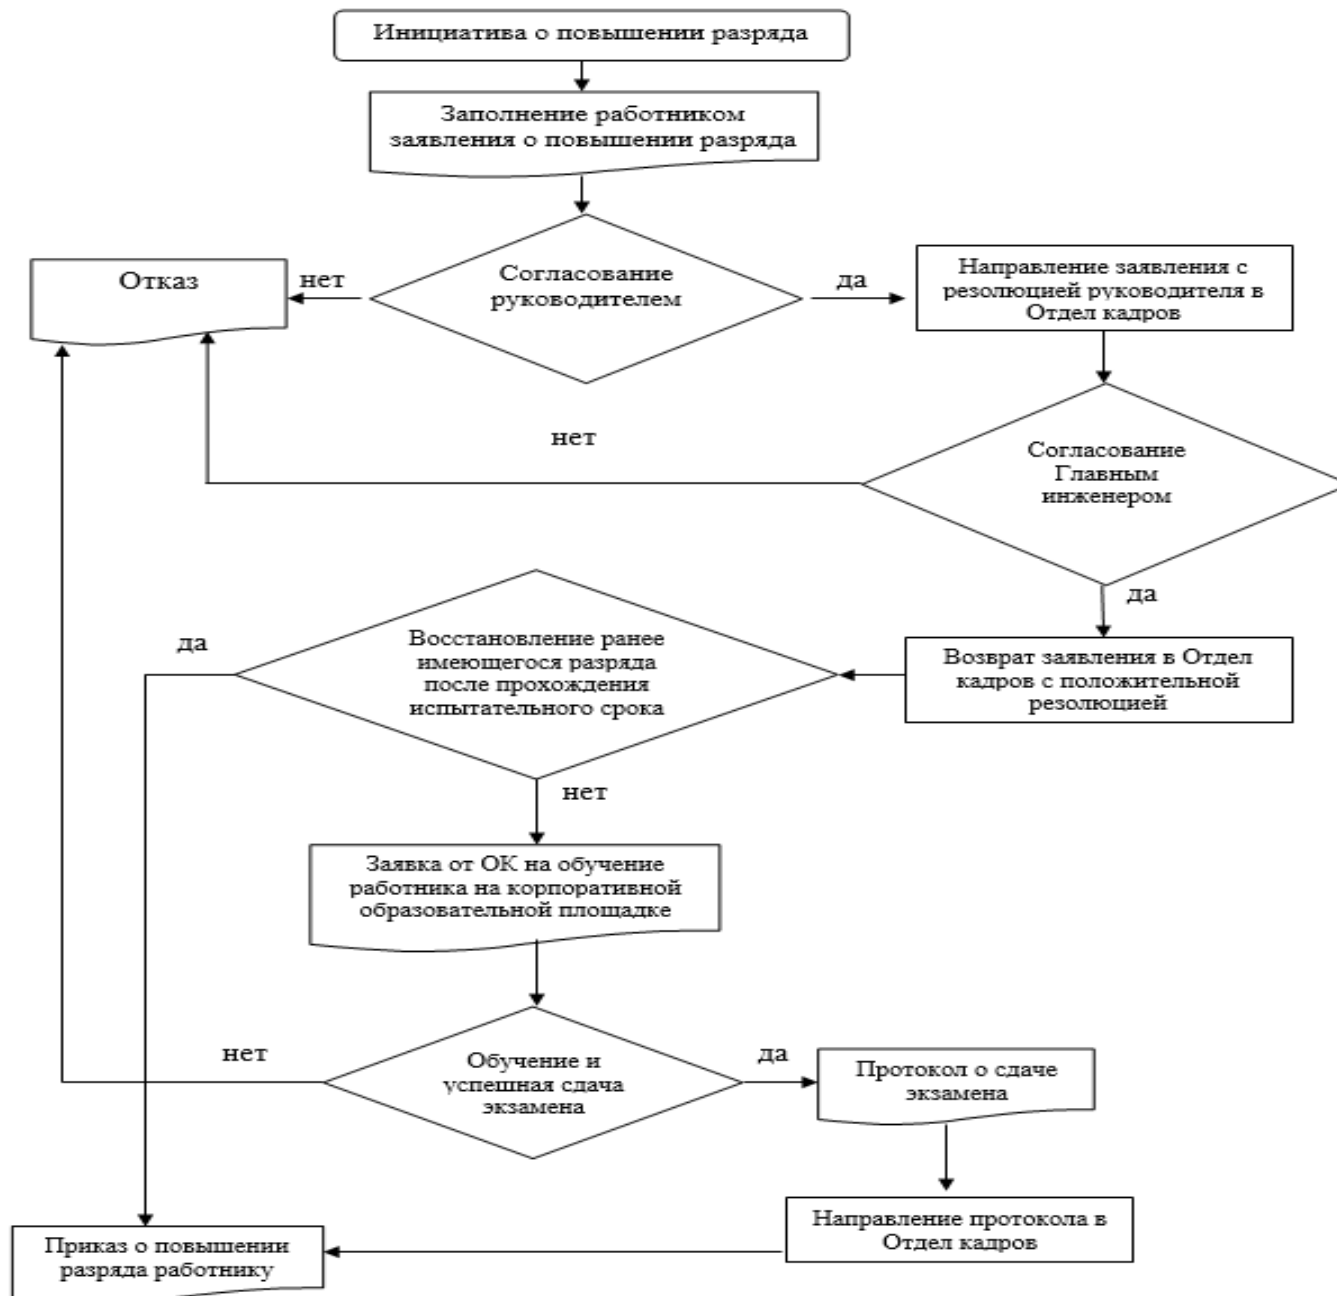 Инициатива о повышении разряда
Заполнение работником
заявления о повышении разряда
Согласование
руководителем
нет
Отказ
да
Направление заявления с
резолюцией руководителя в
Отдел кадров
Согласование
Главным
инженером
нет
да
Возврат заявления в Отдел
кадров с положительной
резолюцией
Восстановление ранее
имеющегося разряда
после прохождения
испытательного срока
да
нет
Заявка от ОК на обучение
работника на корпоративной
образовательной площадке
Обучение и
успешная сдача
экзамена
нет
да
Протокол о сдаче
экзамена
Направление протокола в
Отдел кадров
Приказ о повышении
разряда работнику